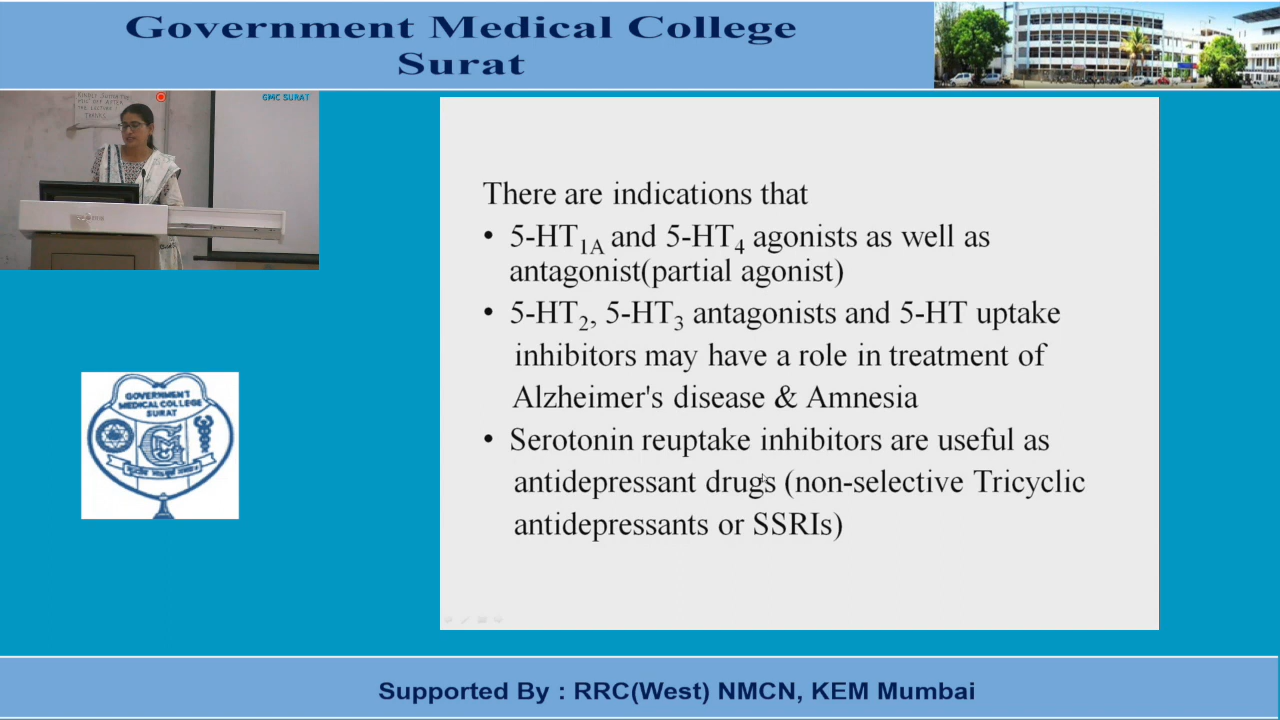 Government Medical College
Surat
GMC SURAT
There are indications that
• 5-HT1A and 5-HT4 agonists as well as
antagonist(partial agonist)
• 5-HT2, 5-HT3 antagonists and 5-HT uptake
inhibitors may have a role in treatment of
Alzheimer's disease & Amnesia
• Serotonin reuptake inhibitors are useful as
antidepressant drugs (non-selective Tricyclic
antidepressants or SSRIs)
GOVERNMENT
MEDICAL COLLEGE
SURAT
Supported By : RRC(West) NMCN, KEM Mumbai